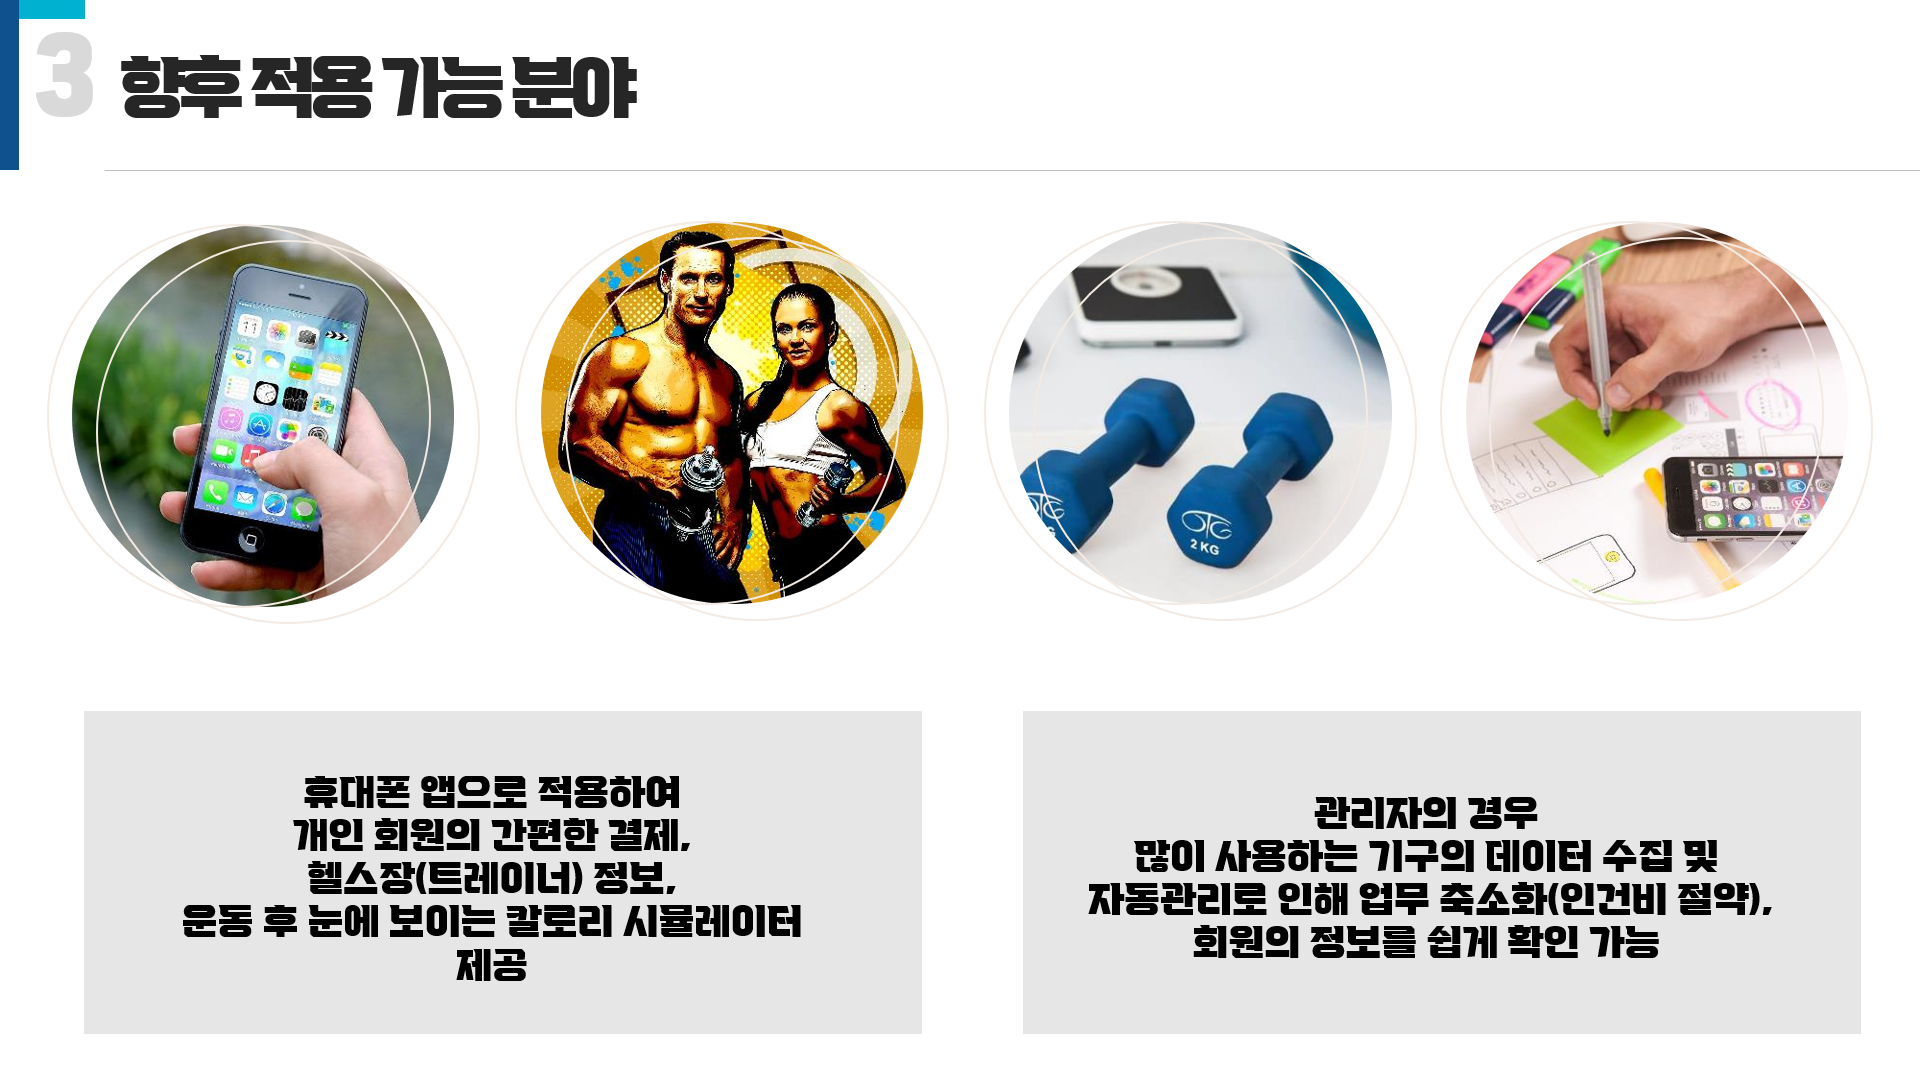 3 향후 적용 가능 분야
2 KG
휴대폰 앱으로 적용하여
개인 회원의 간편한 결제,
헬스장(트레이너) 정보,
운동 후 눈에 보이는 칼로리 시뮬레이터
제공
관리자의 경우
많이 사용하는 기구의 데이터 수집 및
자동관리로 인해 업무 축소화(인건비 절약),
회원의 정보를 쉽게 확인 가능